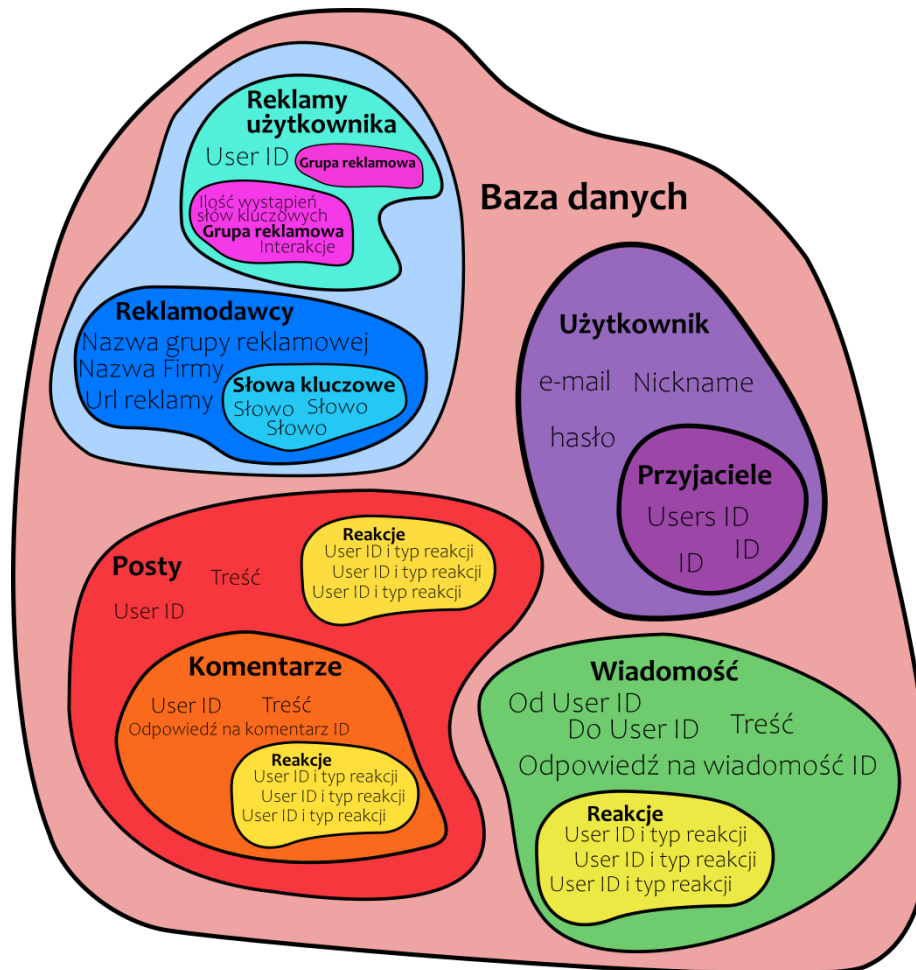 Reklamy
użytkownika
User ID
Grupa reklamowa
Ilość wystąpień
słów kluczowych
Grupa reklamowa
Interakcje
Baza danych
Reklamodawcy
Nazwa grupy reklamowej
Nazwa Firmy
Url reklamy
Słowa kluczowe
Słowo Słowo
Słowo
Użytkownik
e-mail Nickname
hasło
Przyjaciele
Users ID
ID ID
Posty
Treść
User ID
Reakcje
User ID i typ reakcji
User ID i typ reakcji
User ID i typ reakcji
Komentarze
User ID Treść
Odpowiedź na komentarz ID
Reakcje
User ID i typ reakcji
User ID i typ reakcji
User ID i typ reakcji
Wiadomość
Od User ID
Do User ID Treść
Odpowiedź na wiadomość ID
Reakcje
User ID i typ reakcji
User ID i typ reakcji
User ID i typ reakcji